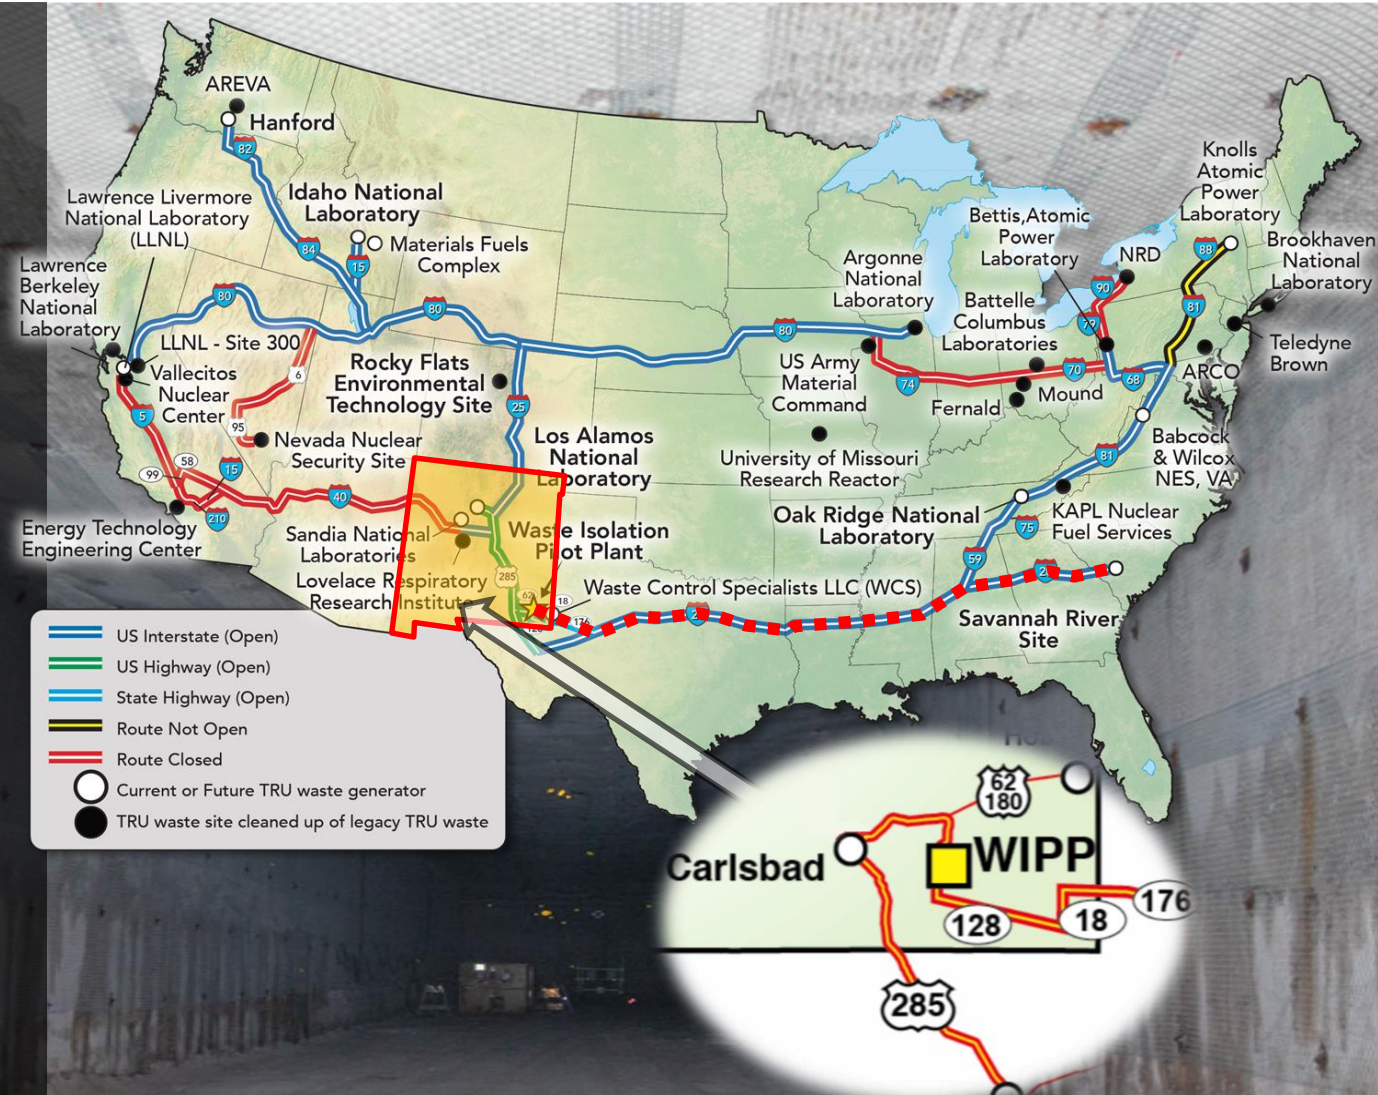 AREVA
Hanford
82
Lawrence Livermore
National Laboratory
(LLNL)
Idaho National
Laboratory
Materials Fuels
Complex
84
15
80
80
Lawrence
Berkeley
National
Laboratory
LLNL - Site 300
Vallecitos
Nuclear
Center
6
95
5
Nevada Nuclear
Security Site
99
58
15
210
40
Energy Technology
Engineering Center
Rocky Flats
Environmental
Technology Site
25
Los Alamos
National
Laboratory
Sandia National
Laboratories
Waste Isolation
Pilot Plant
Lovelace Respiratory
Research Institute
285
62
18
176
128
Waste Control Specialists LLC (WCS)
80
Argonne
National
Laboratory
US Army
Material
Command
74
University of Missouri
Research Reactor
Bettis,Atomic
Power
Laboratory
Battelle
Columbus
Laboratories
Fernald
Mound
70
NRD
90
79
68
Knolls
Atomic
Power
Laboratory
88
81
Brookhaven
National
Laboratory
Teledyne
Brown
ARCO
Babcock
& Wilcox
NES, VA
81
KAPL Nuclear
Fuel Services
75
Oak Ridge National
Laboratory
59
Savannah River
Site
US Interstate (Open)
US Highway (Open)
State Highway (Open)
Route Not Open
Route Closed
Current or Future TRU waste generator
TRU waste site cleaned up of legacy TRU waste
62
180
Carlsbad
WIPP
128
18
176
285